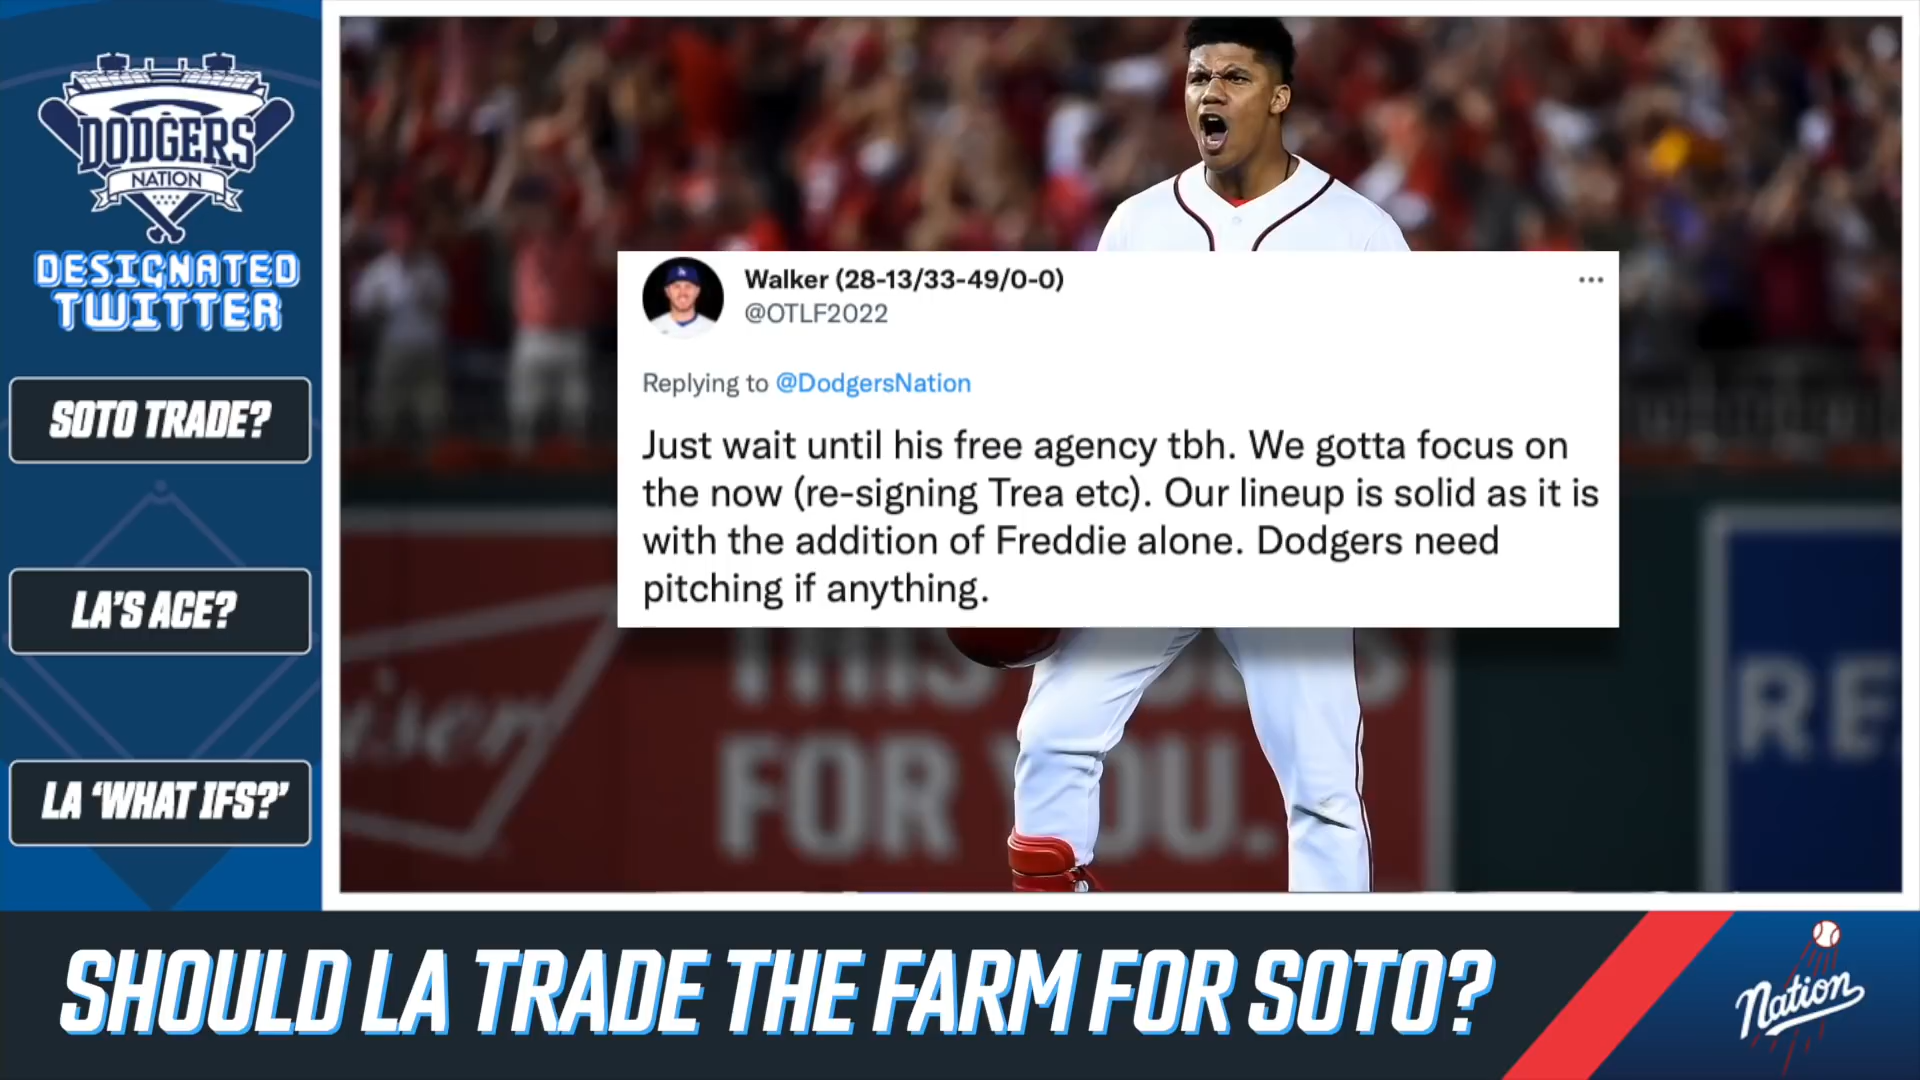 DODGERS
NATION
DESIGNATED
TWITTER
SOTO TRADE?
LA'S ACE?
LA 'WHAT IFS?'
Walker (28-13/33-49/0-0)
@OTLF2022
Replying to @DodgersNation
Just wait until his free agency tbh. We gotta focus on
the now (re-signing Trea etc). Our lineup is solid as it is
with the addition of Freddie alone. Dodgers need
pitching if anything.
FOR YOU.
SHOULD LA TRADE THE FARM FOR SOTO?
Nation